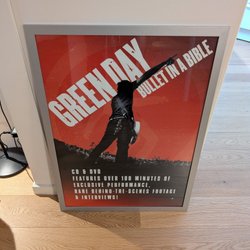 GREEN DAY
BULLET IN A BIBLE
CD & DVD
FEATURES OVER 100 MINUTES OF
EXCLUSIVE PERFORMANCE,
RARE BEHIND-THE-SCENES FOOTAGE
& INTERVIEWS!